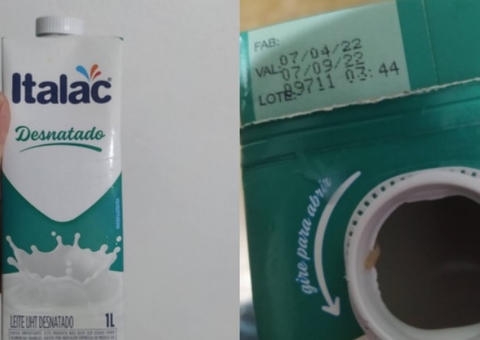 Italac
Desnatado
LEITE UHT DESNATADO
1L
FAB: 07/04/22
VAL: 07/09/22
LOTE: 09711 03:44
gire para abrir